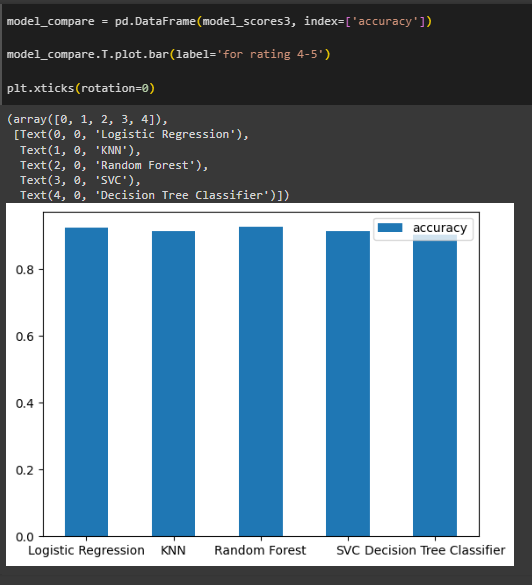 model_compare = pd.DataFrame(model_scores3, index=['accuracy'])
model_compare.T.plot.bar(label='for rating 4-5')
plt.xticks(rotation=0)
(array([0, 1, 2, 3, 4]),
[Text(0, 0, 'Logistic Regression'),
Text(1, 0, 'KNN'),
Text(2, 0, 'Random Forest'),
Text(3, 0, 'SVC'),
Text(4, 0, 'Decision Tree Classifier')])
accuracy
0.8
0.6
0.4
0.2
0.0
Logistic Regression KNN Random Forest SVC Decision Tree Classifier